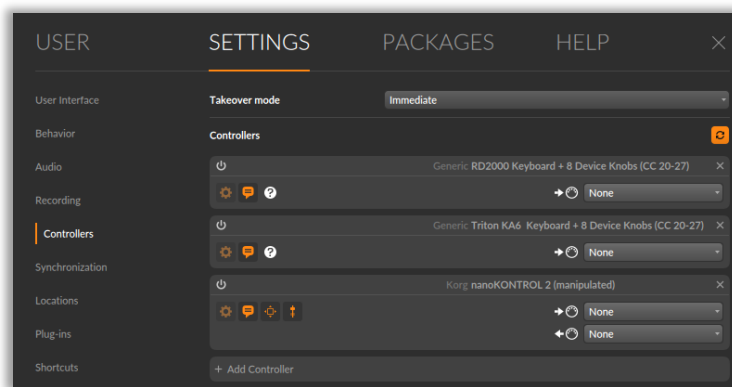 USER SETTINGS PACKAGES HELP
User Interface Takeover mode Immediate
Behavior Controllers
Audio Generic RD2000 Keyboard + 8 Device Knobs (CC 20-27)
Recording ? None
Controllers Generic Triton KA6 Keyboard + 8 Device Knobs (CC 20-27)
? None
Synchronization
Korg nanoKONTROL 2 (manipulated)
Locations None
Plug-ins None
Shortcuts + Add Controller